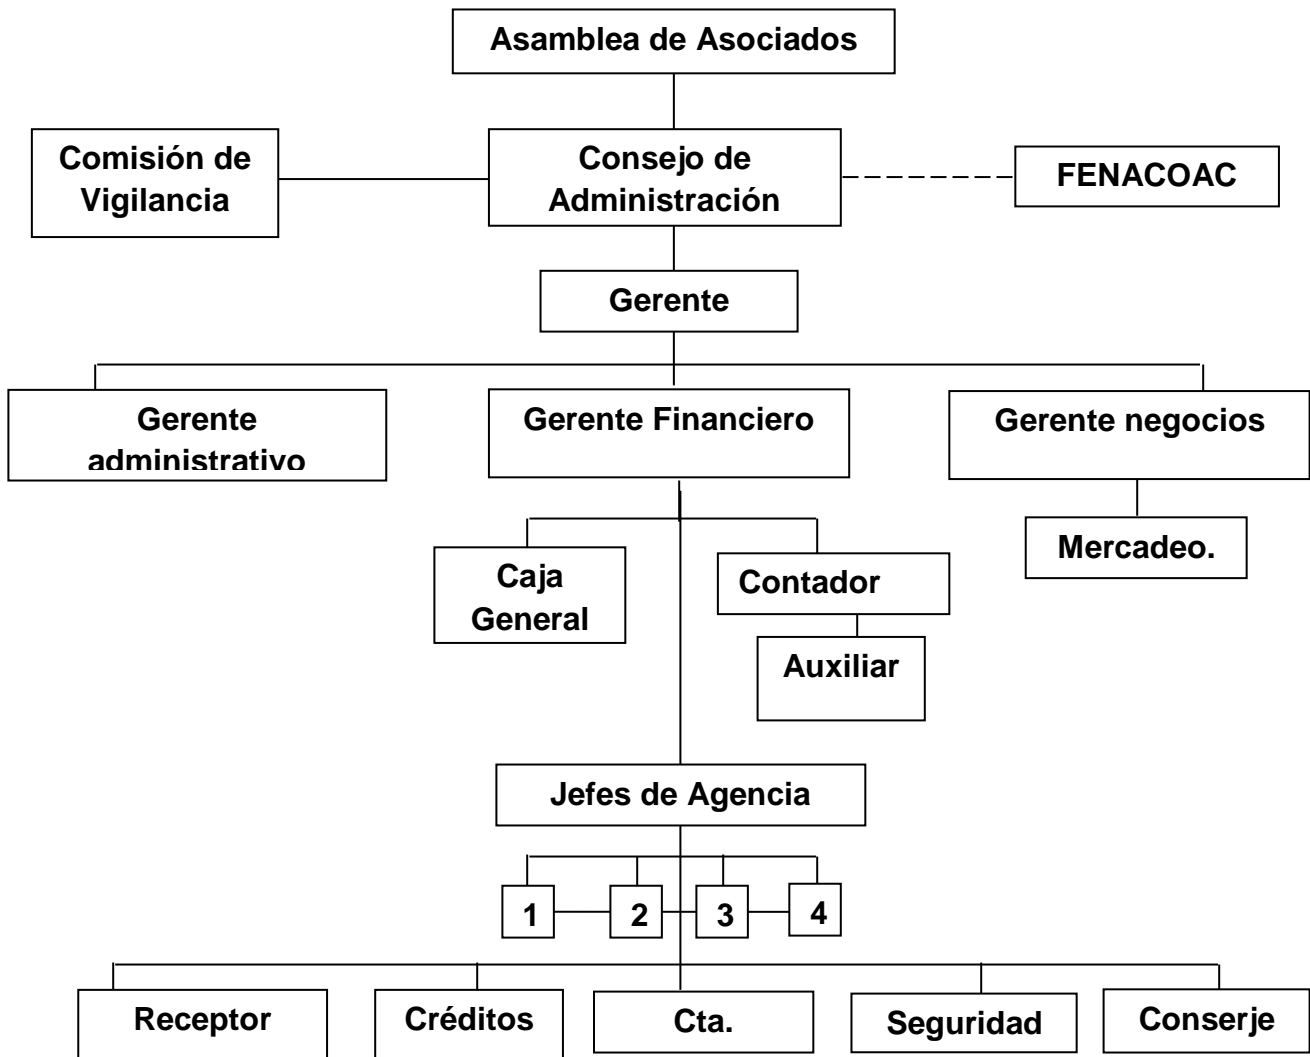 Asamblea de Asociados
Comisión de
Vigilancia
Consejo de
Administración
FENACOAC
Gerente
Gerente
administrativo
Gerente Financiero
Gerente negocios
Caja
General
Contador
Mercadeo.
Auxiliar
Jefes de Agencia
1
2
3
4
Receptor
Créditos
Cta.
Seguridad
Conserje